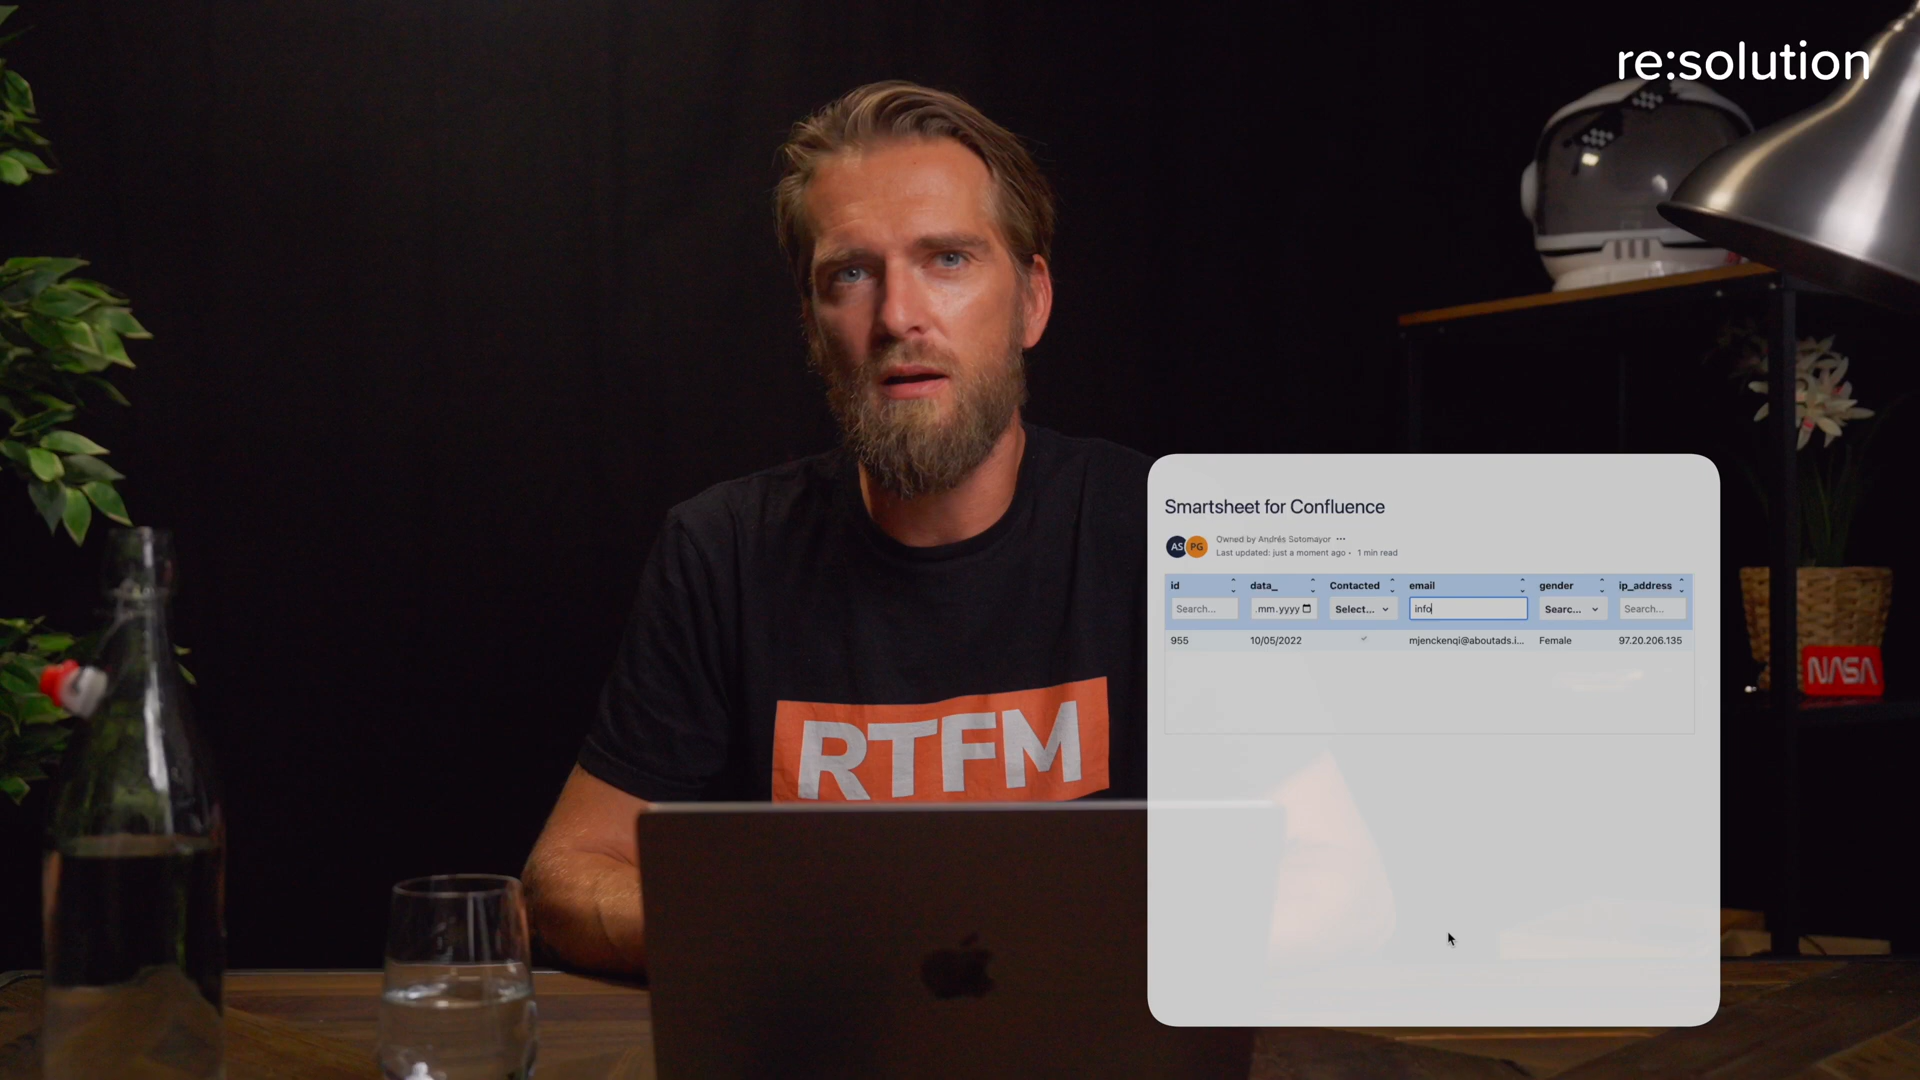 re:solution
RTFM
NASA
Smartsheet for Confluence
AS PG Owned by Andrés Sotomayor •••
Last updated: just a moment ago • 1 min read
id data_ Contacted email gender ip_address
Search... .mm.yyyy Select... info Searc... Search...
955 10/05/2022 mjenckenqi@aboutads.i... Female 97.20.206.135